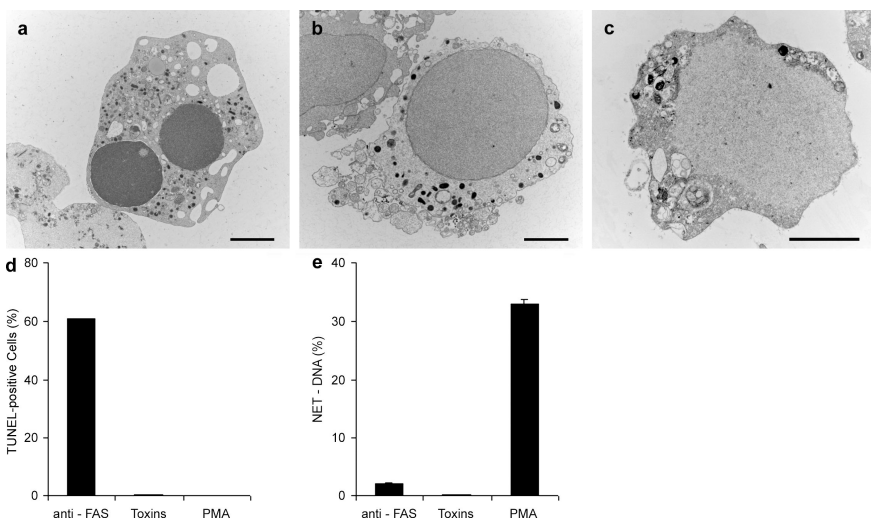 a
b
c
d
e
TUNEL-positive Cells (%)
80
60
40
20
0
anti - FAS Toxins PMA
NET - DNA (%)
40
30
20
10
0
anti - FAS Toxins PMA